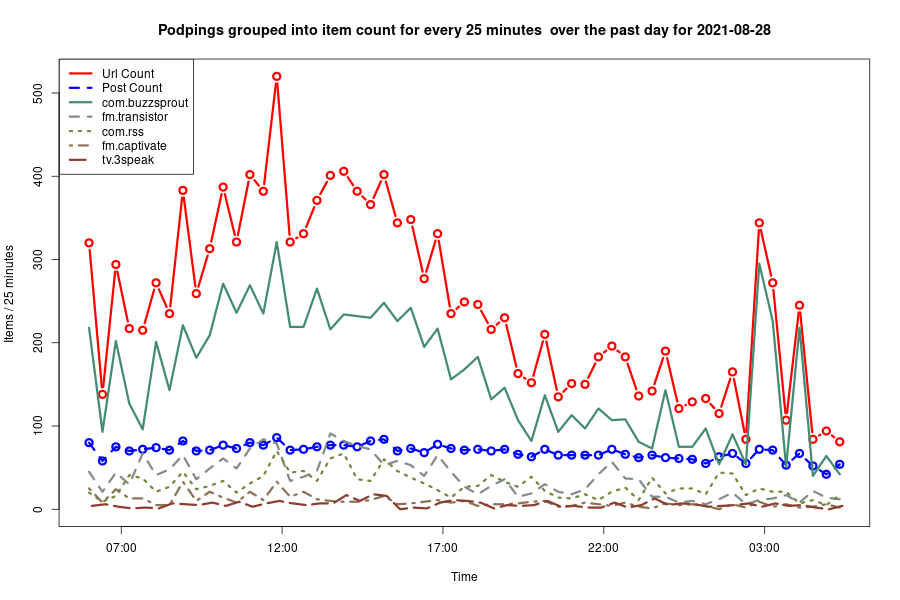 Podpings grouped into item count for every 25 minutes  over the past day for 2021-08-28
Url Count
Post Count
com.buzzsprout
fm.transistor
com.rss
fm.captivate
tv.3speak
500
400
300
200
100
0
Items / 25 minutes
07:00 12:00 17:00 22:00 03:00
Time